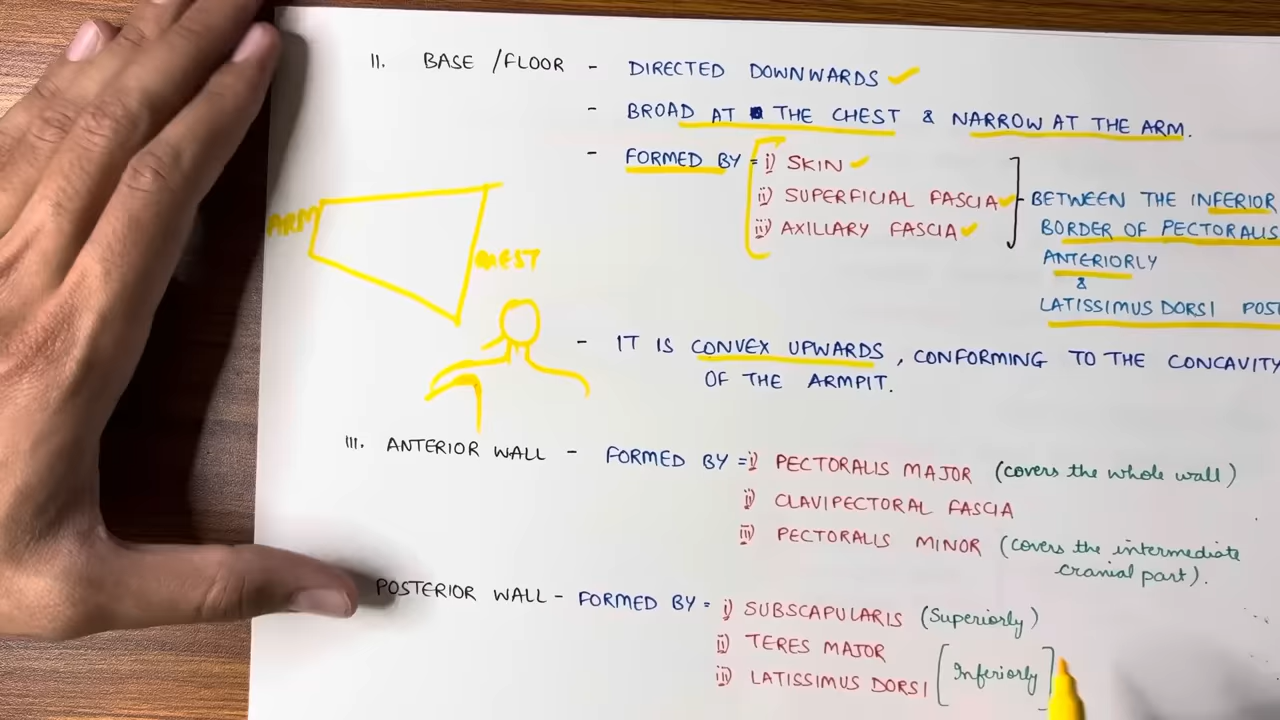 II. BASE /FLOOR - DIRECTED DOWNWARDS
- BROAD AT THE CHEST & NARROW AT THE ARM.
- FORMED BY = i) SKIN
ii) SUPERFICIAL FASCIA
iii) AXILLARY FASCIA
BETWEEN THE INFERIOR
BORDER OF PECTORALIS
ANTERIORLY
&
LATISSIMUS DORSI
ARM
CHEST
- IT IS CONVEX UPWARDS, CONFORMING TO THE CONCAVITY
OF THE ARMPIT.
III. ANTERIOR WALL - FORMED BY = i) PECTORALIS MAJOR (covers the whole wall)
ii) CLAVIPECTORAL FASCIA
iii) PECTORALIS MINOR (covers the intermediate
cranial part).
POSTERIOR WALL - FORMED BY = i) SUBSCAPULARIS (Superiorly)
ii) TERES MAJOR
iii) LATISSIMUS DORSI
[Inferiorly]